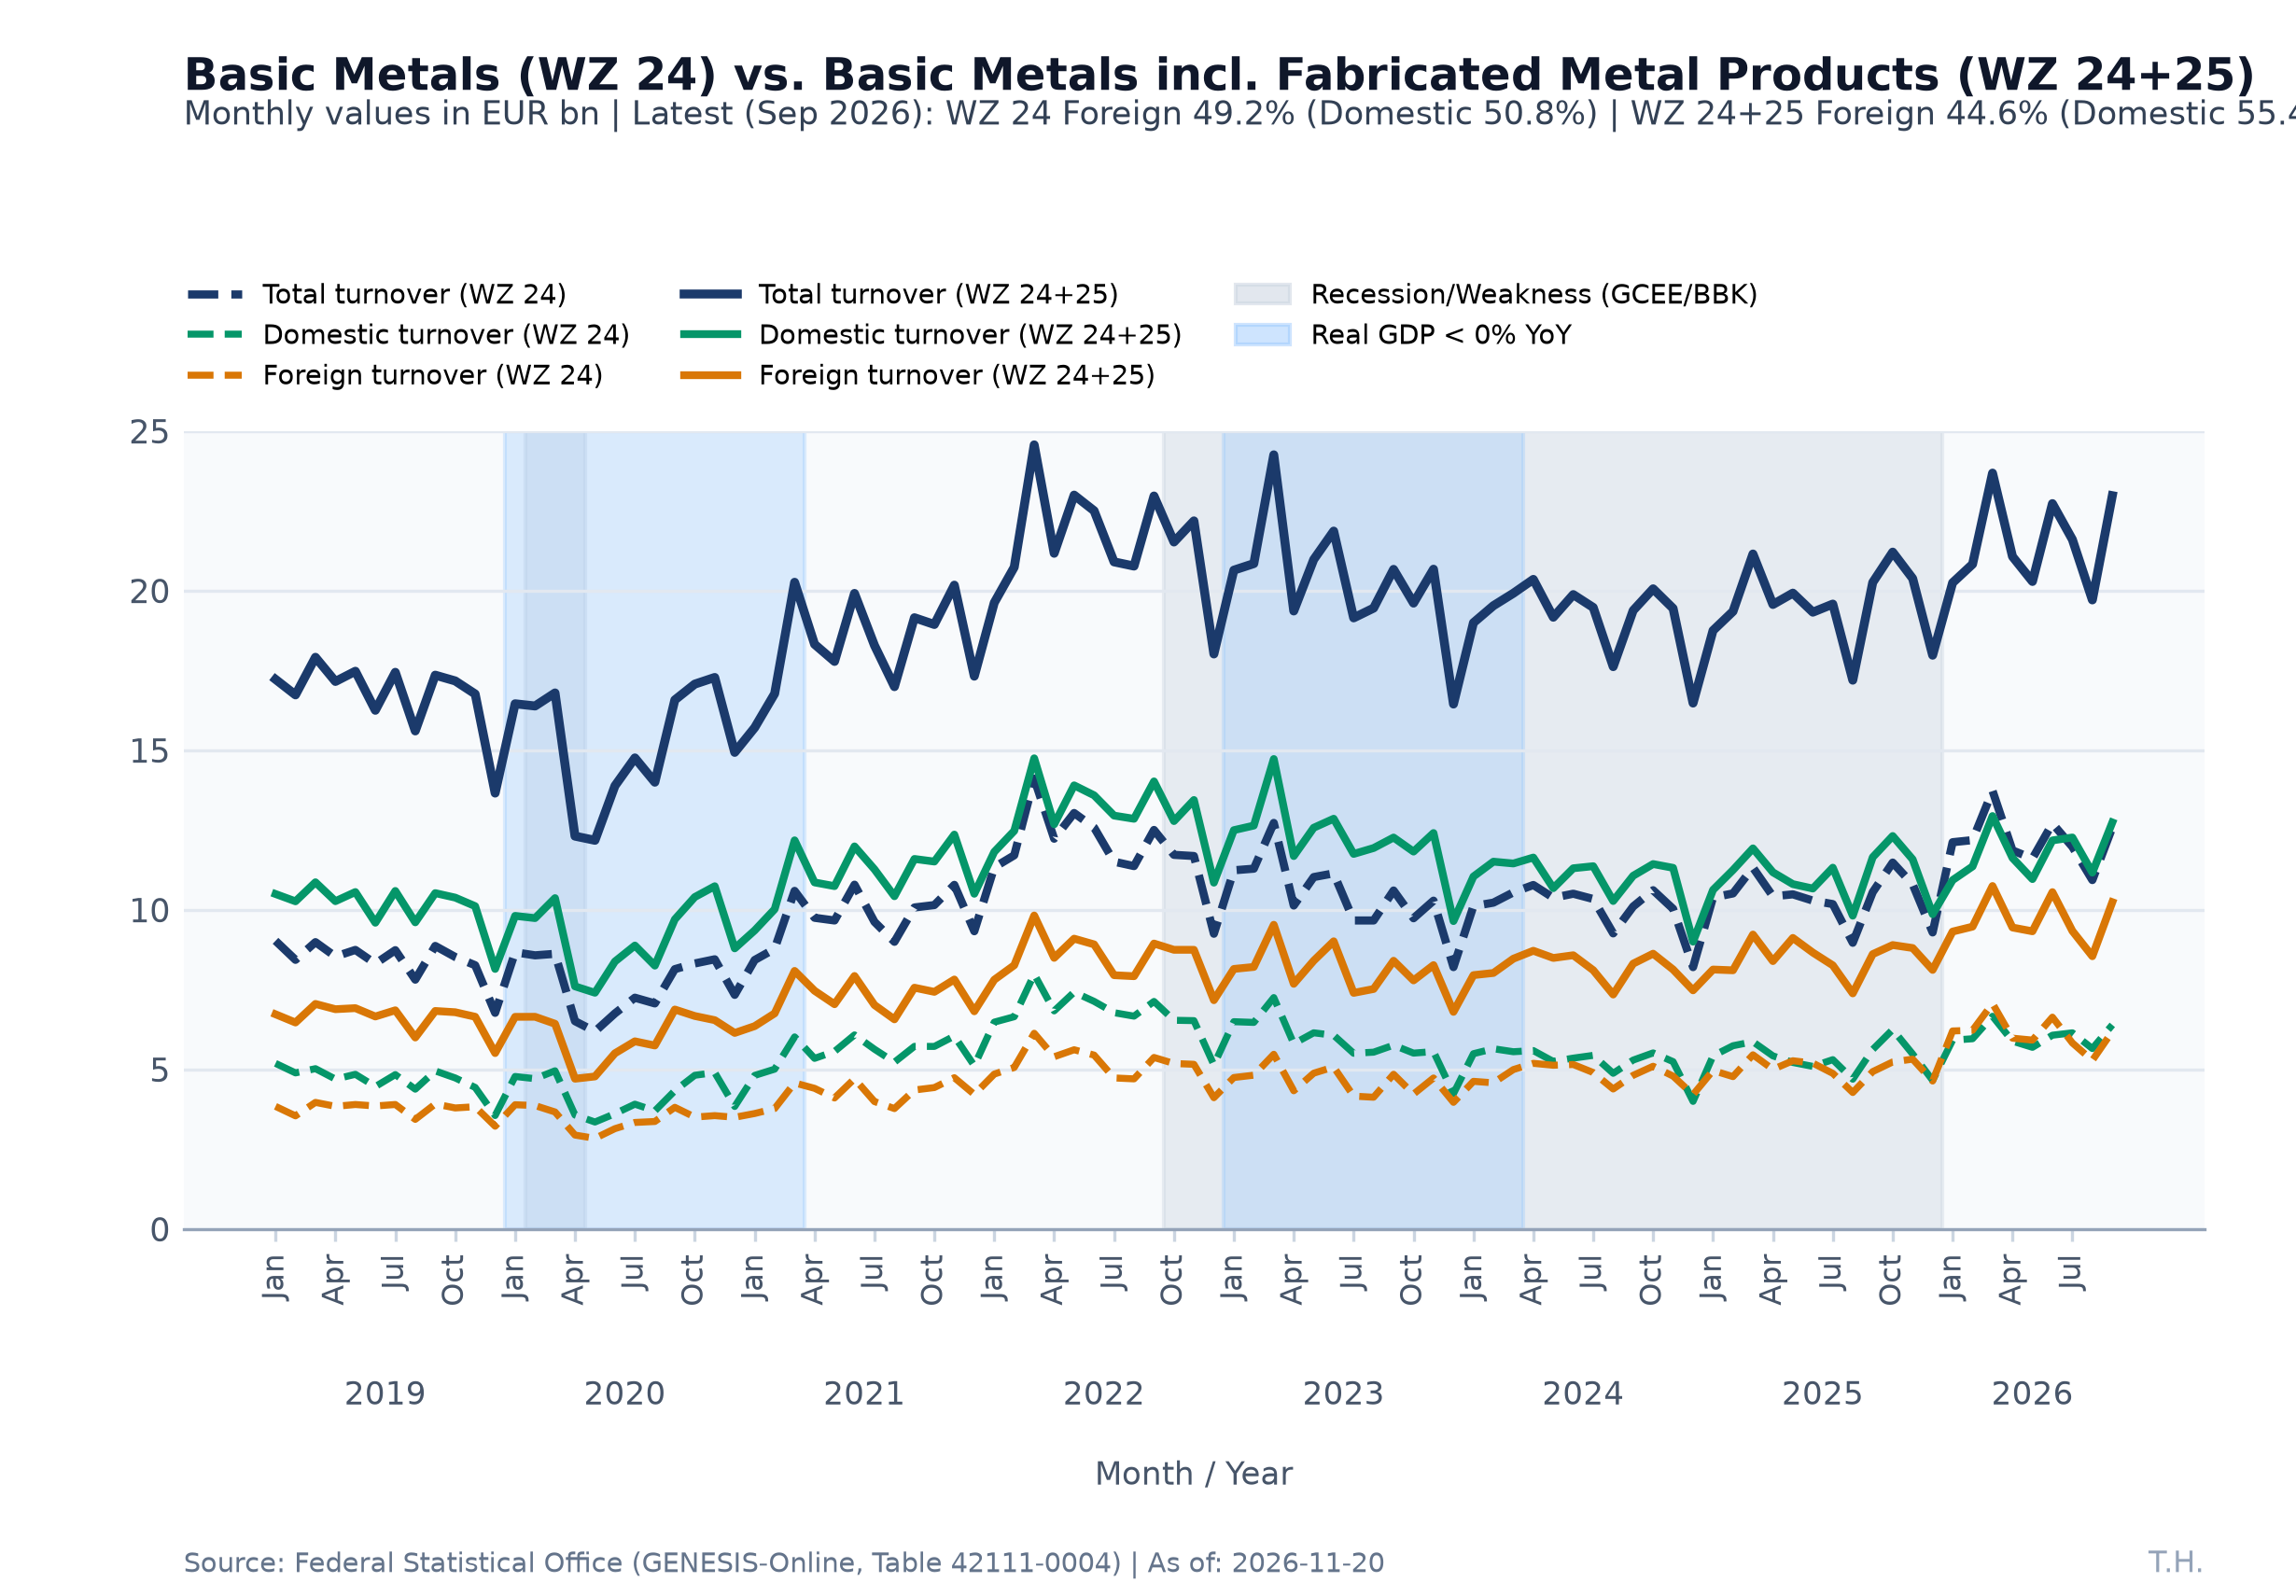 Basic Metals (WZ 24) vs. Basic Metals incl. Fabricated Metal Products (WZ 24+25)
Monthly values in EUR bn | Latest (Sep 2026): WZ 24 Foreign 49.2% (Domestic 50.8%) | WZ 24+25 Foreign 44.6% (Domestic 55.4
Total turnover (WZ 24) Total turnover (WZ 24+25) Recession/Weakness (GCEE/BBK)
Domestic turnover (WZ 24) Domestic turnover (WZ 24+25) Real GDP < 0% YoY
Foreign turnover (WZ 24) Foreign turnover (WZ 24+25)
25
20
15
10
5
0
Jan Apr Jul Oct Jan Apr Jul Oct Jan Apr Jul Oct Jan Apr Jul Oct Jan Apr Jul Oct Jan Apr Jul Oct Jan Apr Jul Oct Jan Apr Jul
2019 2020 2021 2022 2023 2024 2025 2026
Month / Year
Source: Federal Statistical Office (GENESIS-Online, Table 42111-0004) | As of: 2026-11-20 T.H.